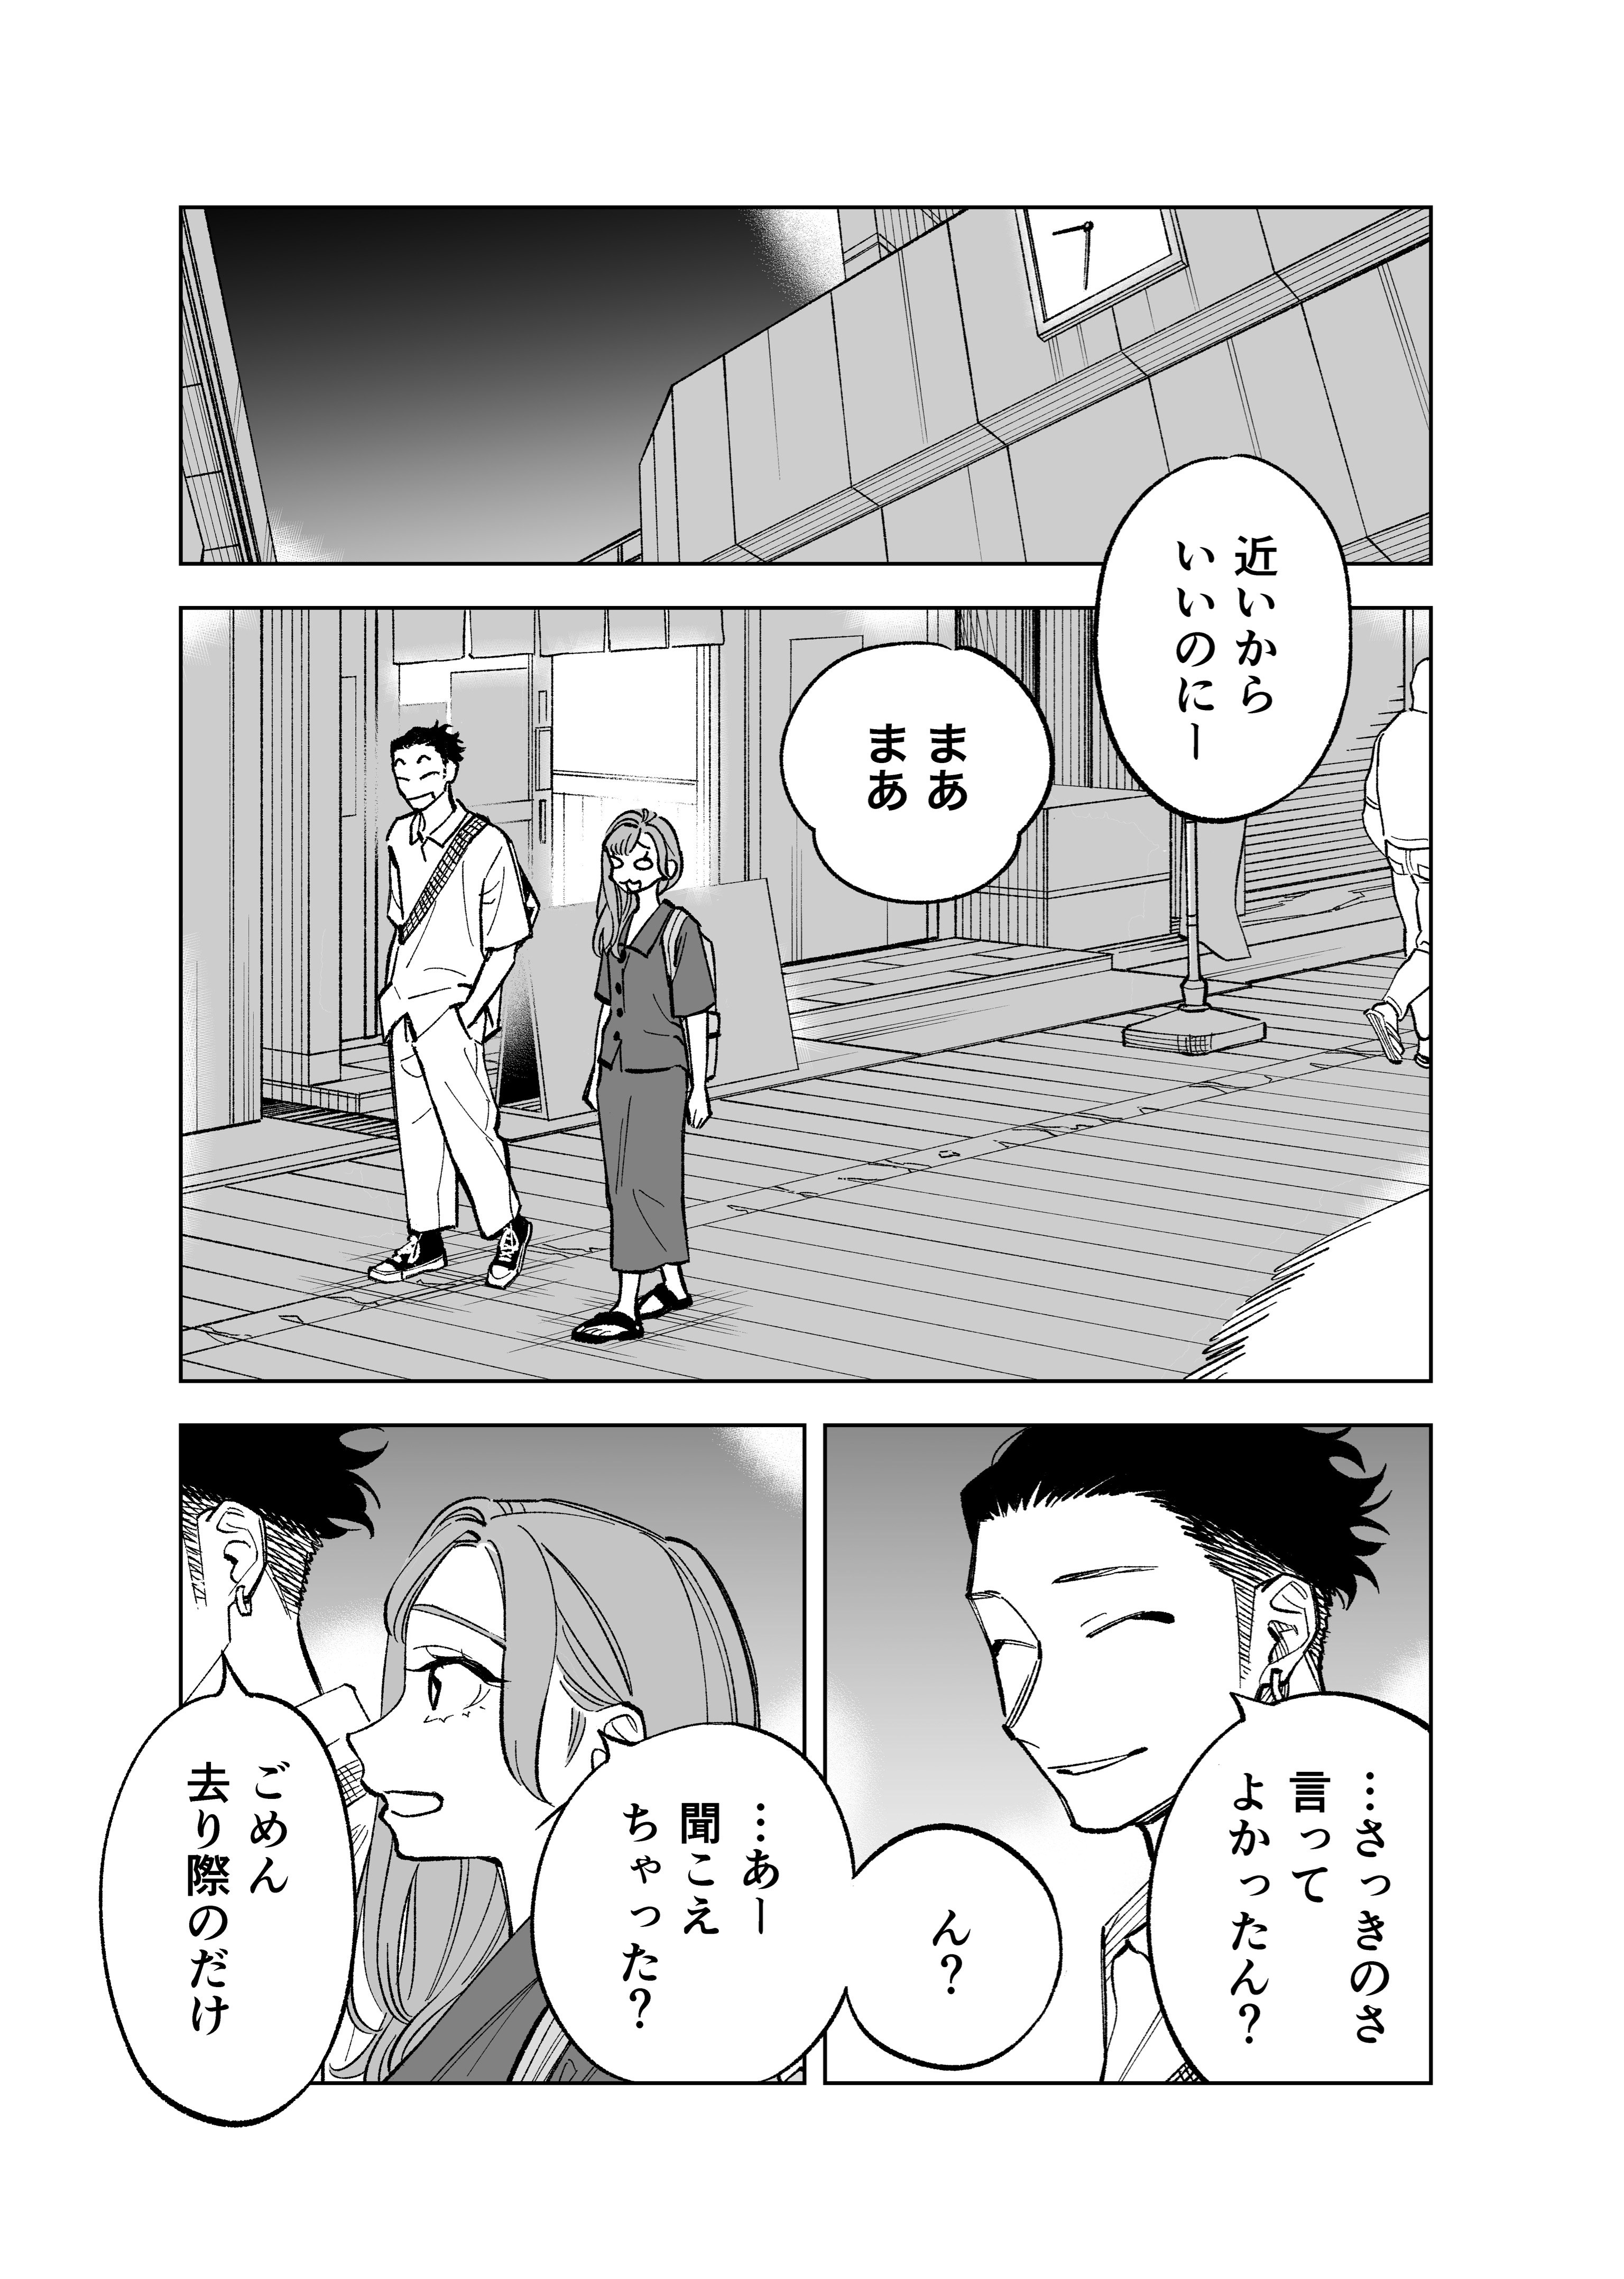 近いから
いいのにー
まあ
まあ
…さっきのさ
言って
よかったん？
ん？
…あー
聞こえ
ちゃった？
ごめん
去り際のだけ